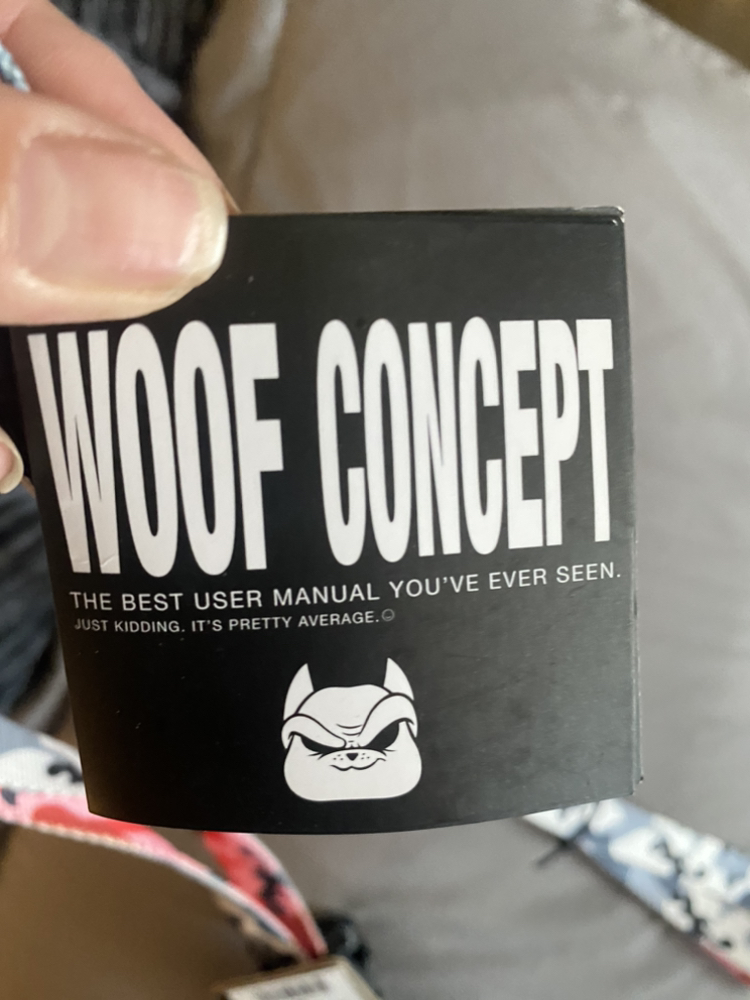 WOOF CONCEPT
THE BEST USER MANUAL YOU'VE EVER SEEN.
JUST KIDDING. IT'S PRETTY AVERAGE.☺